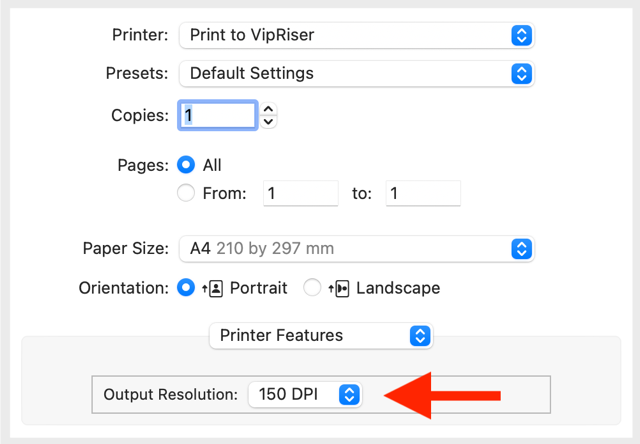 Printer: Print to VipRiser
Presets: Default Settings
Copies: 1
Pages: All
From: 1 to: 1
Paper Size: A4 210 by 297 mm
Orientation: Portrait Landscape
Printer Features
Output Resolution: 150 DPI